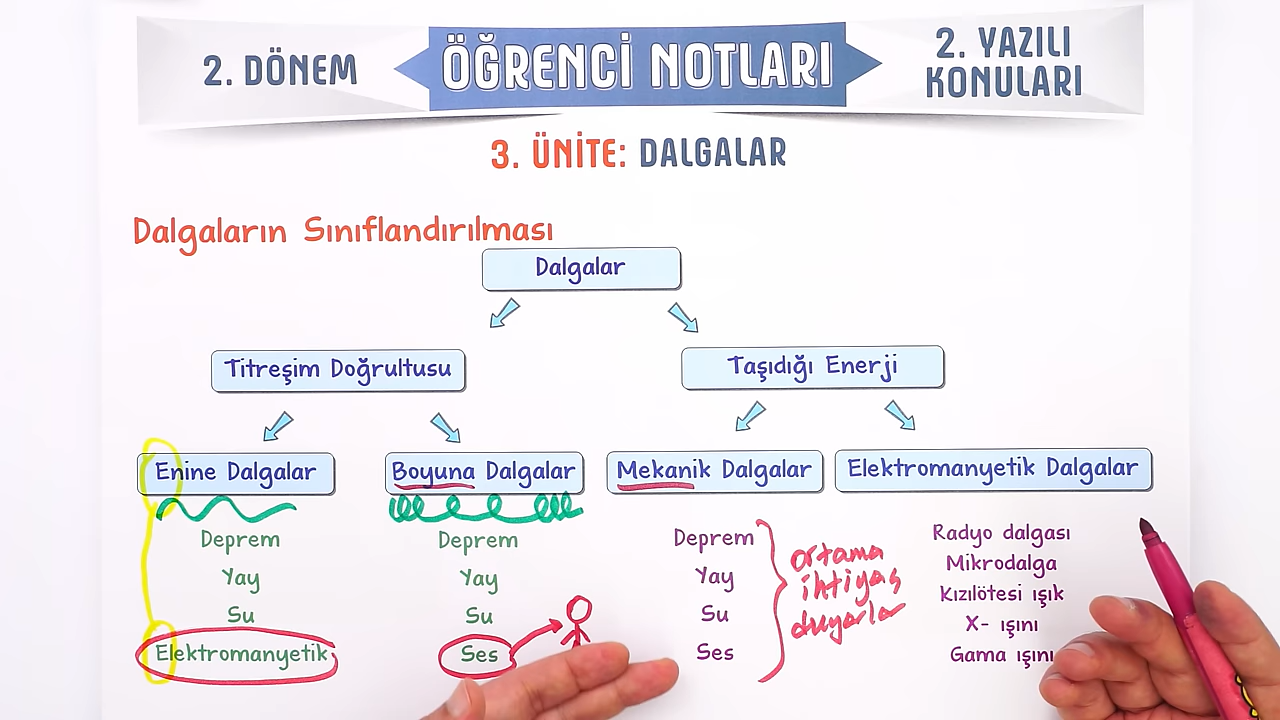 2. DÖNEM
ÖĞRENCİ NOTLARI
2. YAZILI
KONULARI
3. ÜNİTE: DALGALAR
Dalgaların Sınıflandırılması
Dalgalar
Titreşim Doğrultusu
Taşıdığı Enerji
Enine Dalgalar
Boyuna Dalgalar
Mekanik Dalgalar
Elektromanyetik Dalgalar
Deprem
Yay
Su
Elektromanyetik
Deprem
Yay
Su
Ses
Deprem
Yay
Su
Ses
ortama
ihtiyaç
duyarlar
Radyo dalgası
Mikrodalga
Kızılötesi ışık
X- ışını
Gama ışını